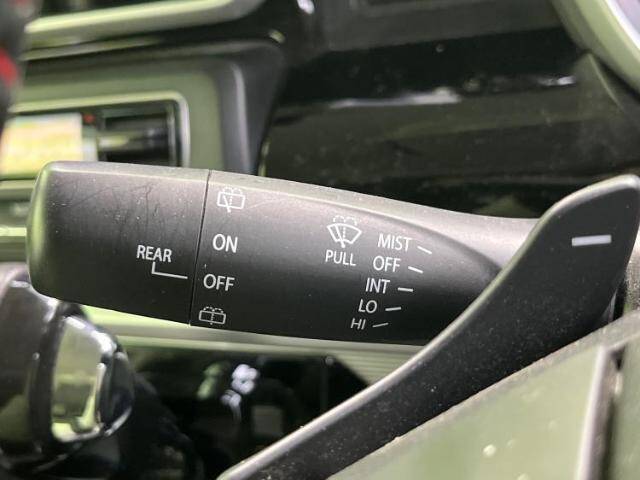 REAR
ON
OFF
PULL
MIST
OFF
INT
LO
HI